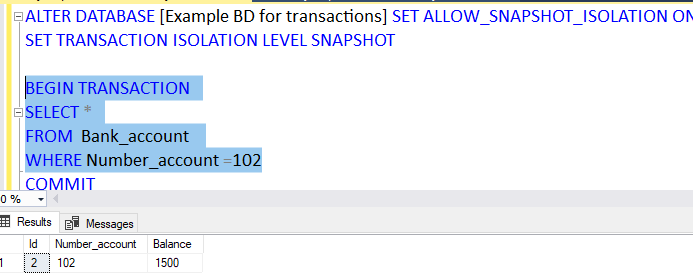 ALTER DATABASE [Example BD for transactions] SET ALLOW_SNAPSHOT_ISOLATION ON
SET TRANSACTION ISOLATION LEVEL SNAPSHOT
BEGIN TRANSACTION
SELECT *
FROM Bank_account
WHERE Number_account =102
COMMIT
0 %
Results Messages
Id Number_account Balance
1 2 102 1500